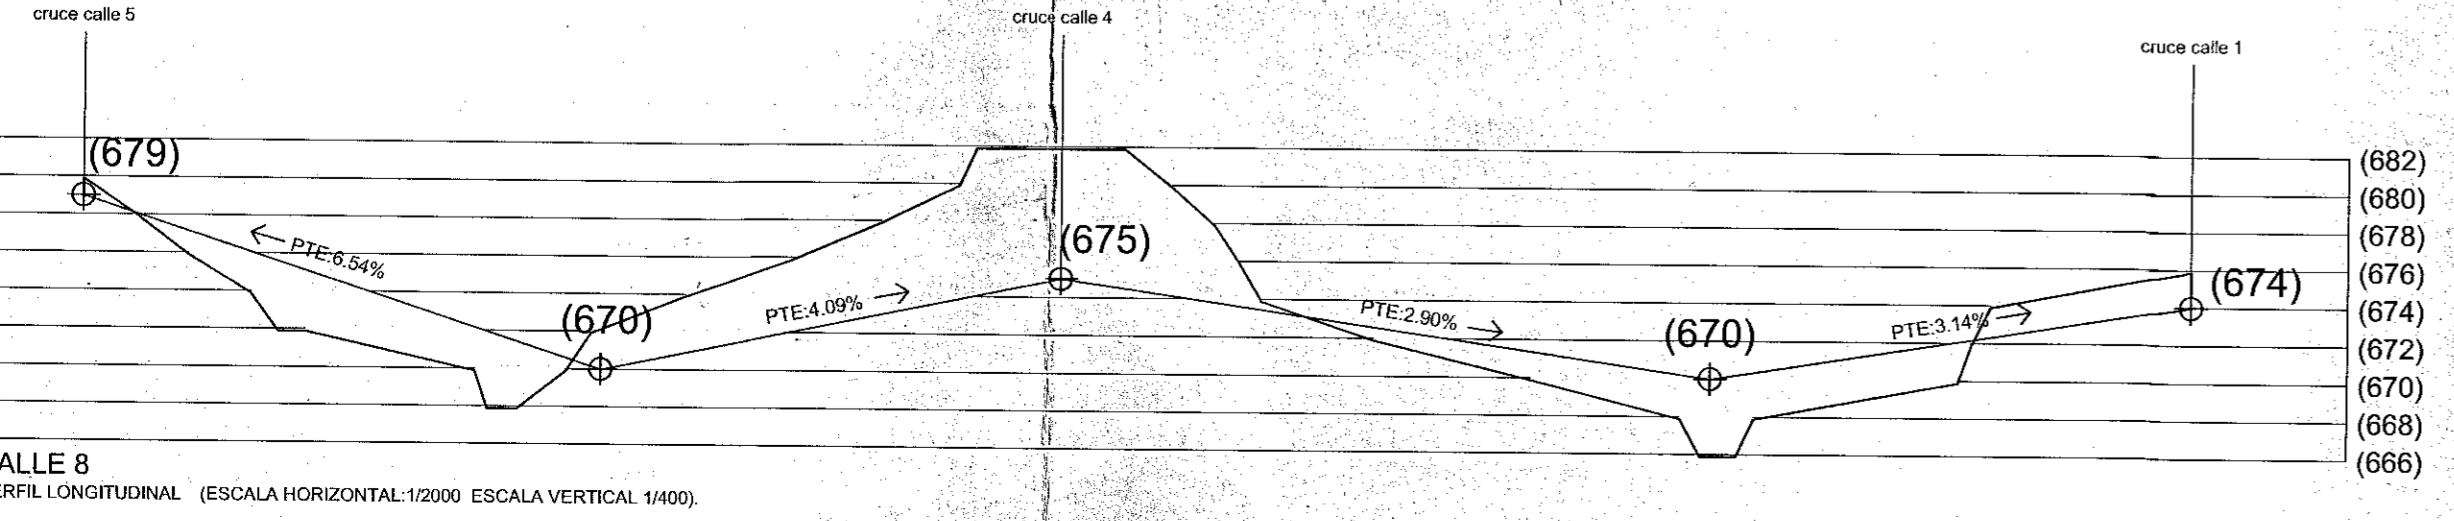 cruce calle 5
cruce calle 4
cruce calle 1
(679)
(682)
(680)
(678)
(675)
PTE:6.54%
(676)
(674)
(674)
PTE:4.09%
(670)
PTE:2.90%
PTE:3.14%
(670)
(672)
(670)
(668)
(666)
ALLE 8
ERFIL LONGITUDINAL (ESCALA HORIZONTAL:1/2000 ESCALA VERTICAL 1/400).